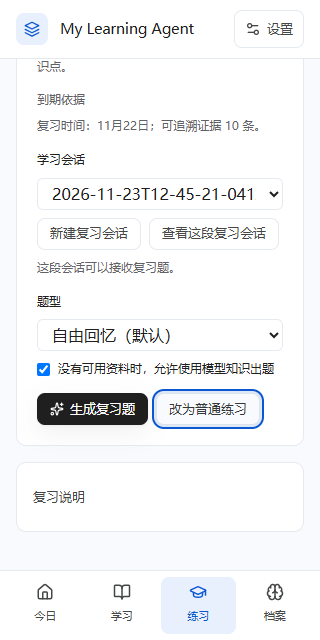 My Learning Agent
设置
识点。
到期依据
复习时间：11月22日；可追溯证据 10 条。
学习会话
2026-11-23T12-45-21-041
新建复习会话
查看这段复习会话
这段会话可以接收复习题。
题型
自由回忆（默认）
没有可用资料时，允许使用模型知识出题
生成复习题
改为普通练习
复习说明
今日
学习
练习
档案